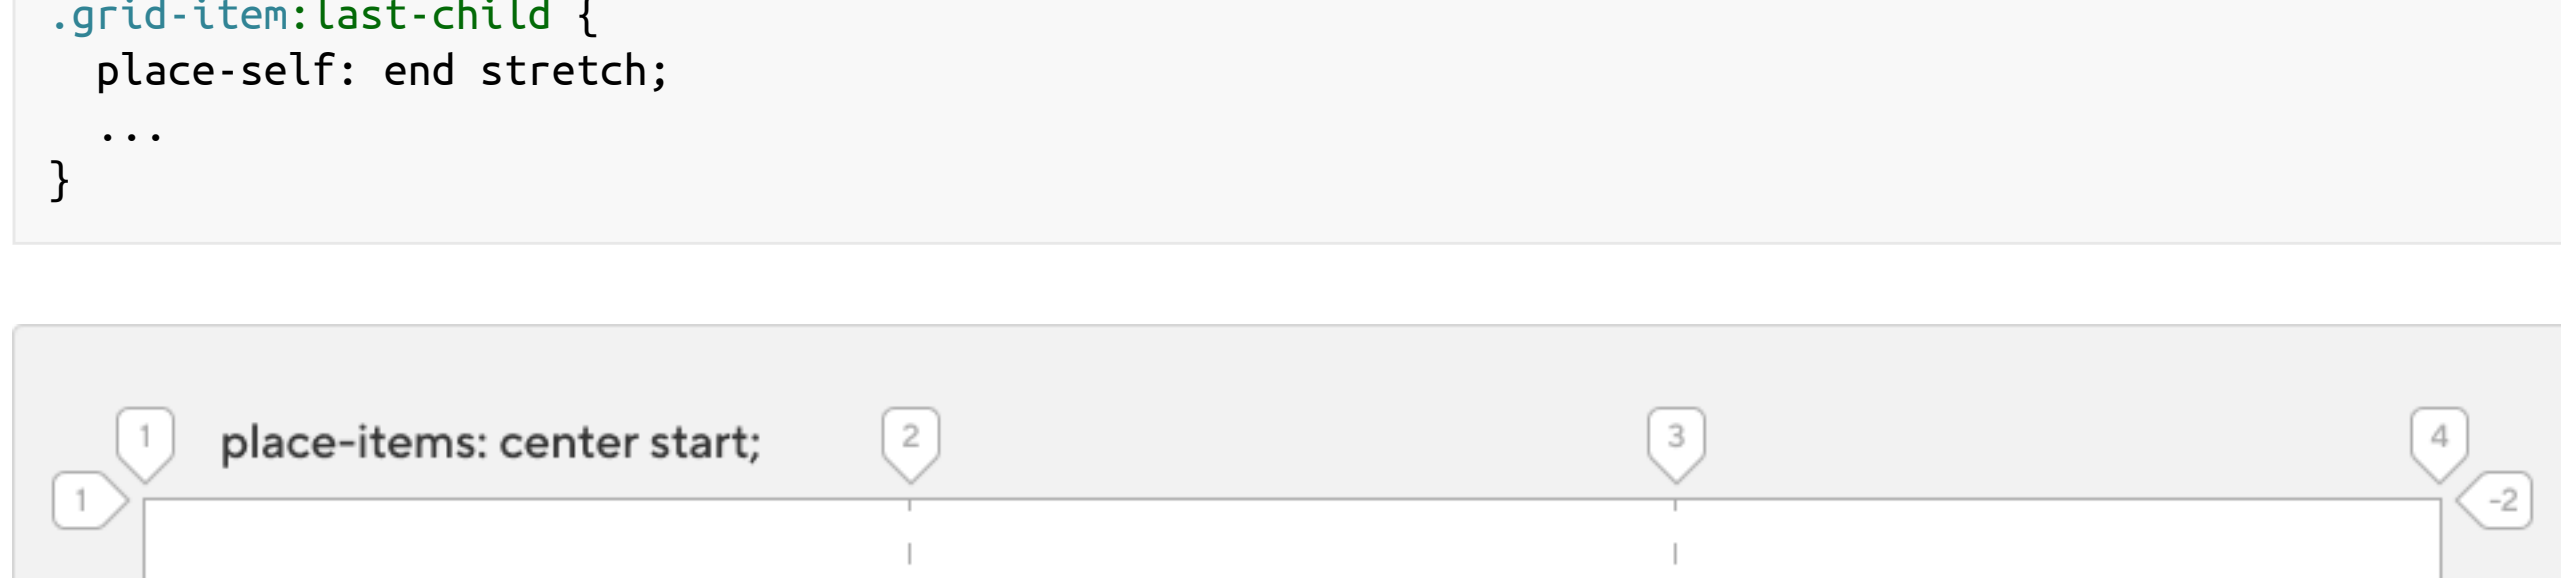 .grid-item:last-child {
place-self: end stretch;
...
}
1 place-items: center start; 2 3 4
1 -2